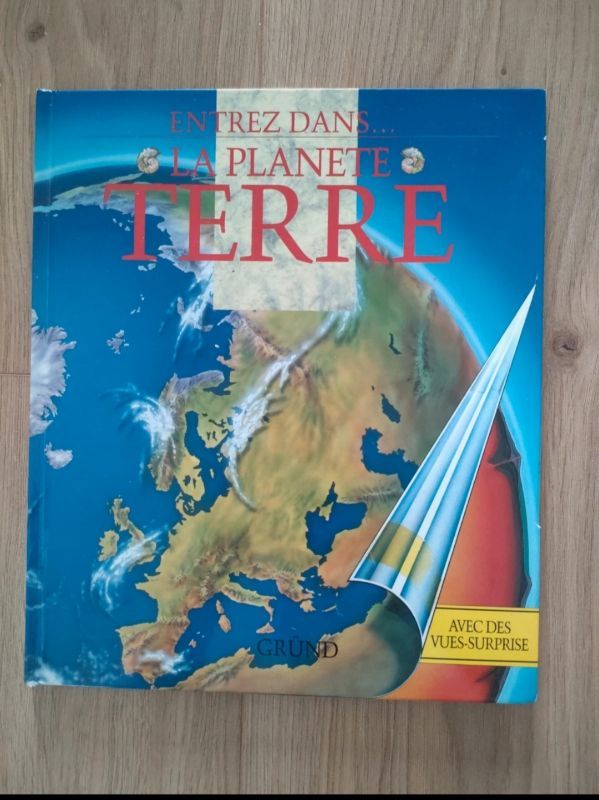 ENTREZ DANS...
LA PLANETE
TERRE
AVEC DES
VUES-SURPRISE
GRÜND